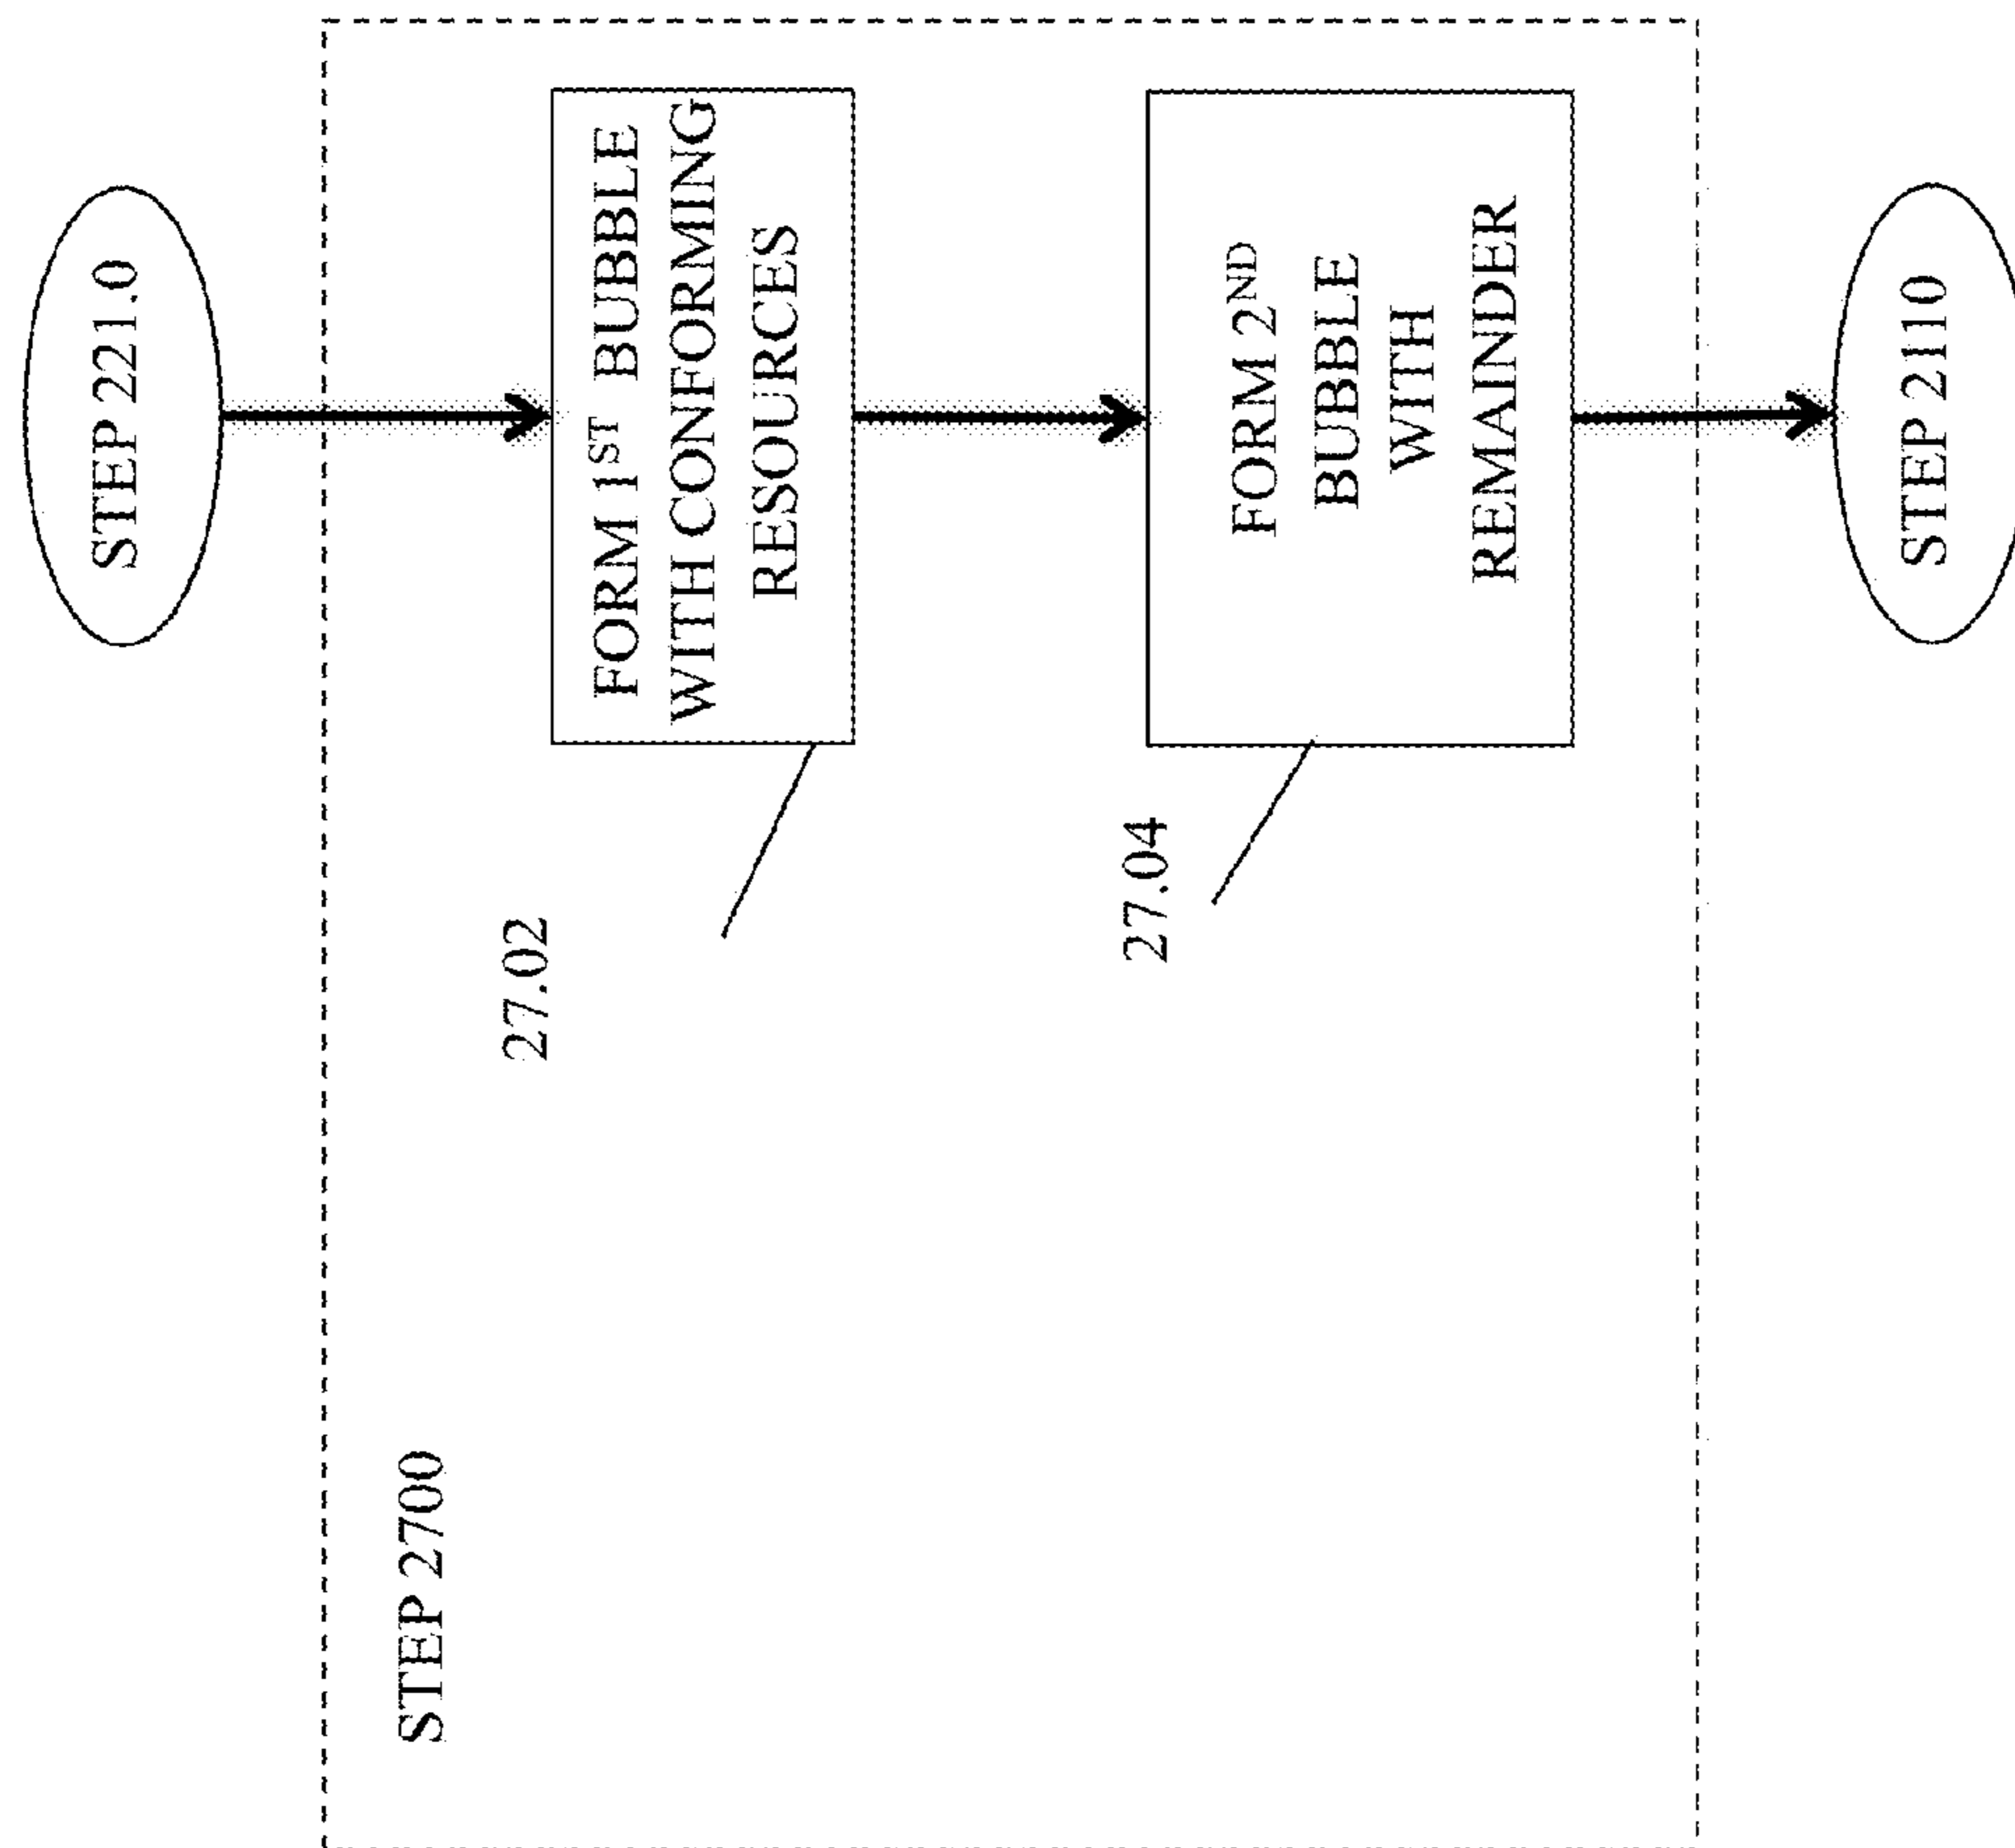 STEP 221.0
STEP 2700
27.02
FORM 1ST BUBBLE
WITH CONFORMING
RESOURCES
27.04
FORM 2ND
BUBBLE
WITH
REMAINDER
STEP 2110